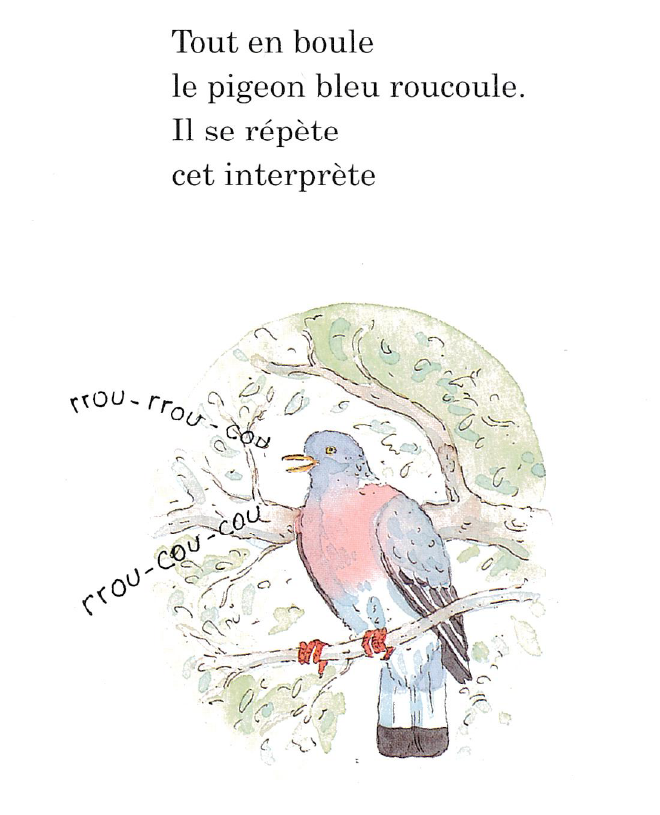 Tout en boule
le pigeon bleu roucoule.
Il se répète
cet interprète
rrou-rrou-cou
rrou-cou-cou